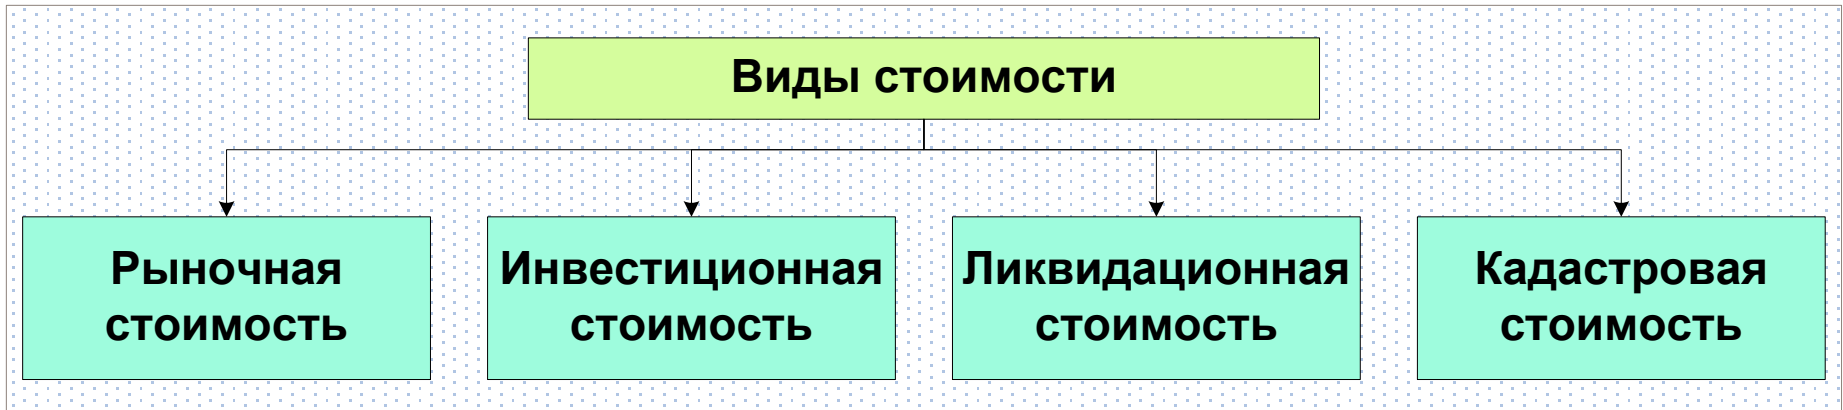 Виды стоимости
Рыночная
стоимость
Инвестиционная
стоимость
Ликвидационная
стоимость
Кадастровая
стоимость